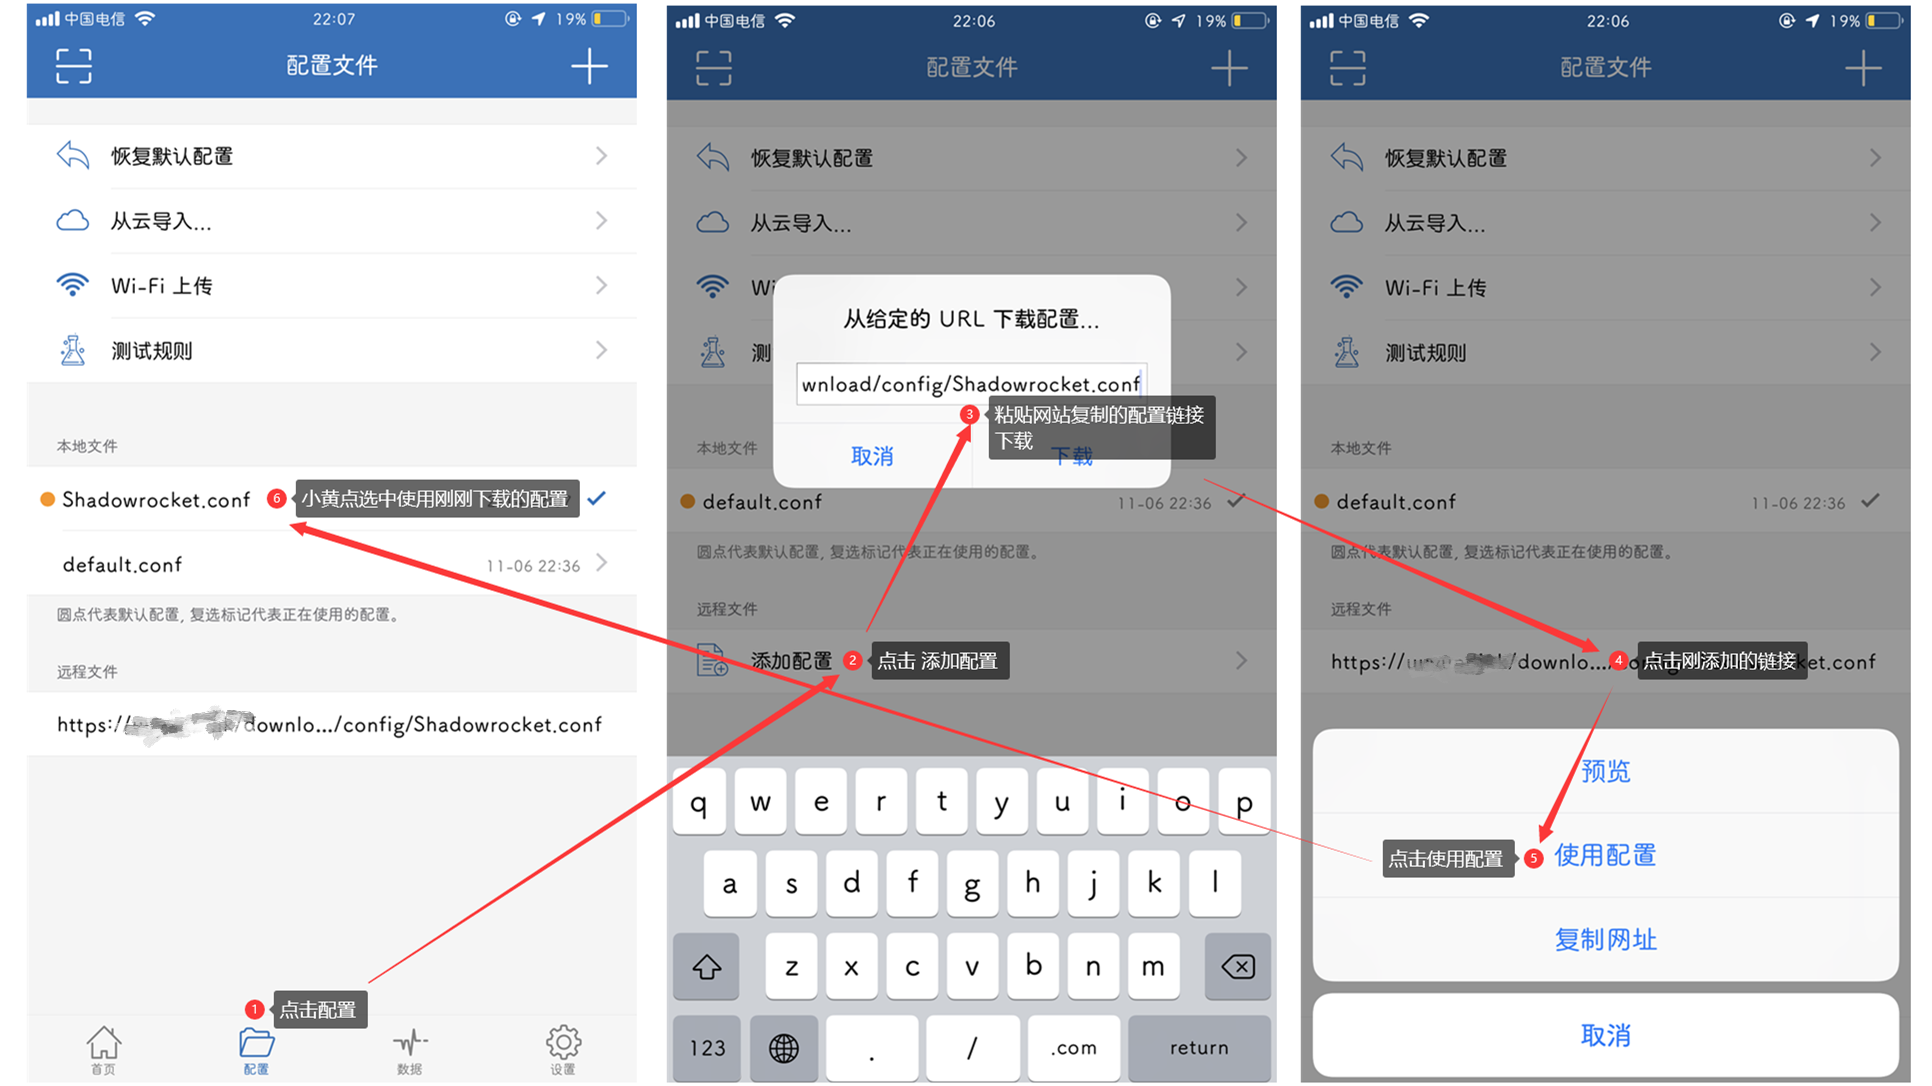 中国电信
22:07
19%
配置文件
恢复默认配置
从云导入...
Wi-Fi 上传
测试规则
本地文件
Shadowrocket.conf
6
小黄点选中使用刚刚下载的配置
default.conf
11-06 22:36
圆点代表默认配置, 复选标记代表正在使用的配置。
远程文件
https://
/downlo.../config/Shadowrocket.conf
1
点击配置
首页
配置
数据
设置
中国电信
22:06
19%
配置文件
恢复默认配置
从云导入...
Wi
测
从给定的 URL 下载配置...
wnload/config/Shadowrocket.conf
3
粘贴网站复制的配置链接
下载
取消
下载
本地文件
default.conf
11-06 22:36
圆点代表默认配置, 复选标记代表正在使用的配置。
远程文件
添加配置
2
点击 添加配置
q w e r t y u i o p
a s d f g h j k l
z x c v b n m
123
.
/
.com
return
中国电信
22:06
19%
配置文件
恢复默认配置
从云导入...
Wi-Fi 上传
测试规则
本地文件
default.conf
11-06 22:36
圆点代表默认配置, 复选标记代表正在使用的配置。
远程文件
https://
/downlo...
4
点击刚添加的链接
ket.conf
预览
点击使用配置
5
使用配置
复制网址
取消